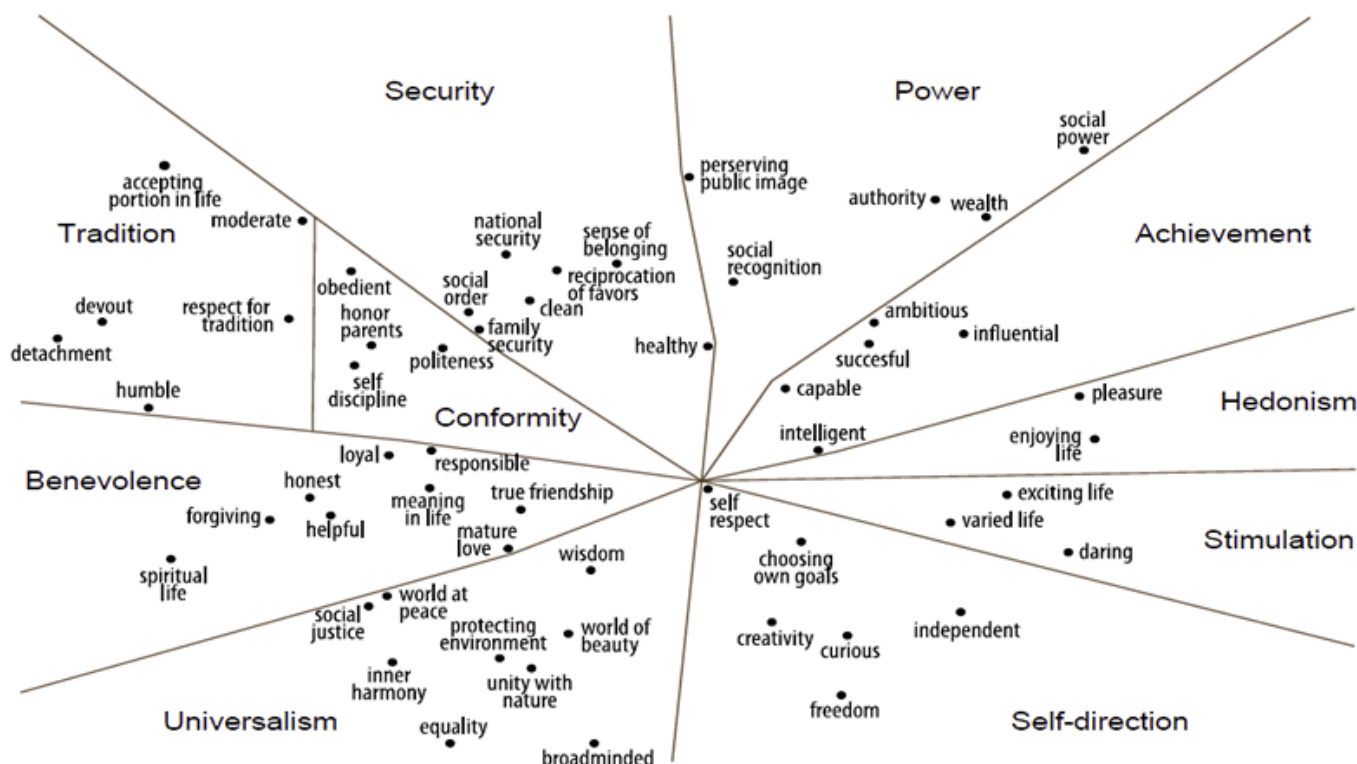 Security
Power
social
power
accepting
portion in life
perserving
public image
moderate
Tradition
authority
wealth
national
security
sense of
belonging
Achievement
social
recognition
obedient
social
order
reciprocation
of favors
clean
devout
respect for
tradition
honor
parents
family
security
ambitious
influential
detachment
politeness
healthy
succesful
self
discipline
humble
capable
pleasure
Hedonism
Conformity
intelligent
enjoying
life
loyal
responsible
Benevolence
honest
meaning
in life
true friendship
self
respect
exciting life
forgiving
helpful
varied life
mature
love
wisdom
choosing
own goals
daring
Stimulation
spiritual
life
social
justice
world at
peace
protecting
environment
world of
beauty
creativity
curious
independent
inner
harmony
unity with
nature
Universalism
equality
broadminded
freedom
Self-direction